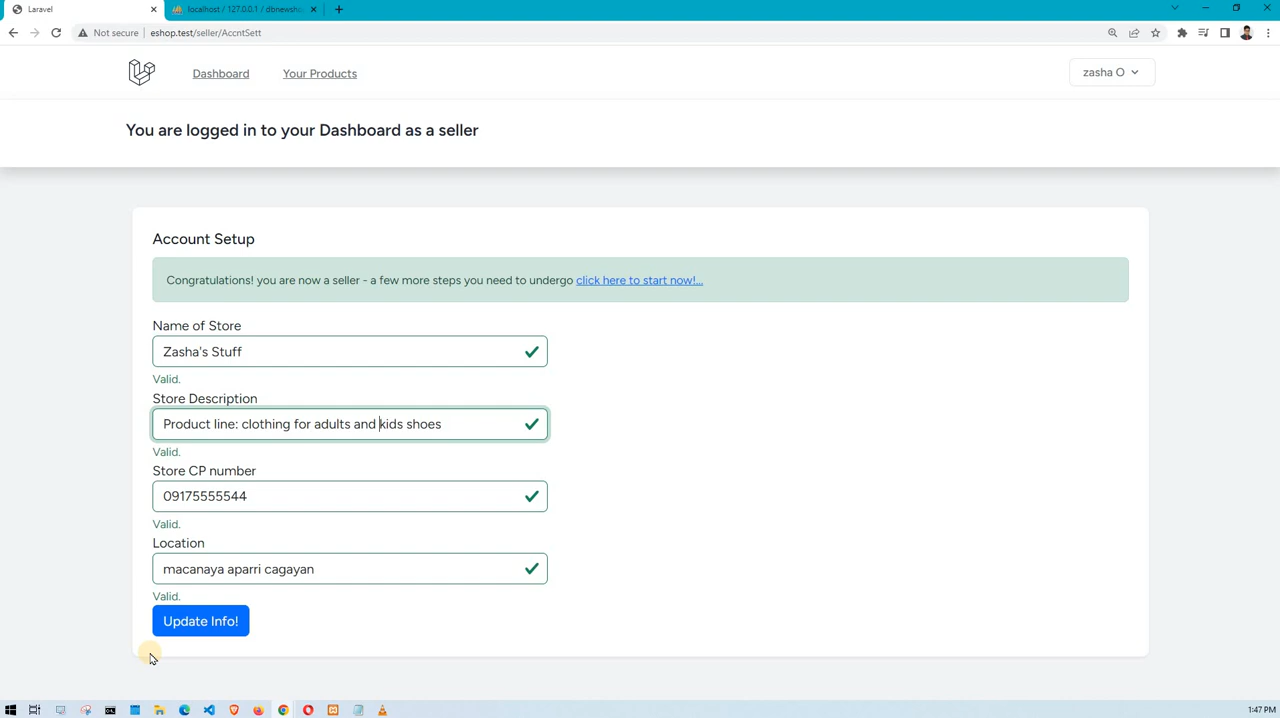 Laravel
localhost / 127.0.0.1 / dbnewsh
Not secure eshop.test/seller/AccntSett
Dashboard Your Products zasha O
You are logged in to your Dashboard as a seller
Account Setup
Congratulations! you are now a seller - a few more steps you need to undergo click here to start now!...
Name of Store
Zasha's Stuff
Valid.
Store Description
Product line: clothing for adults and kids shoes
Valid.
Store CP number
09175555544
Valid.
Location
macanaya aparri cagayan
Valid.
Update Info!
1:47 PM